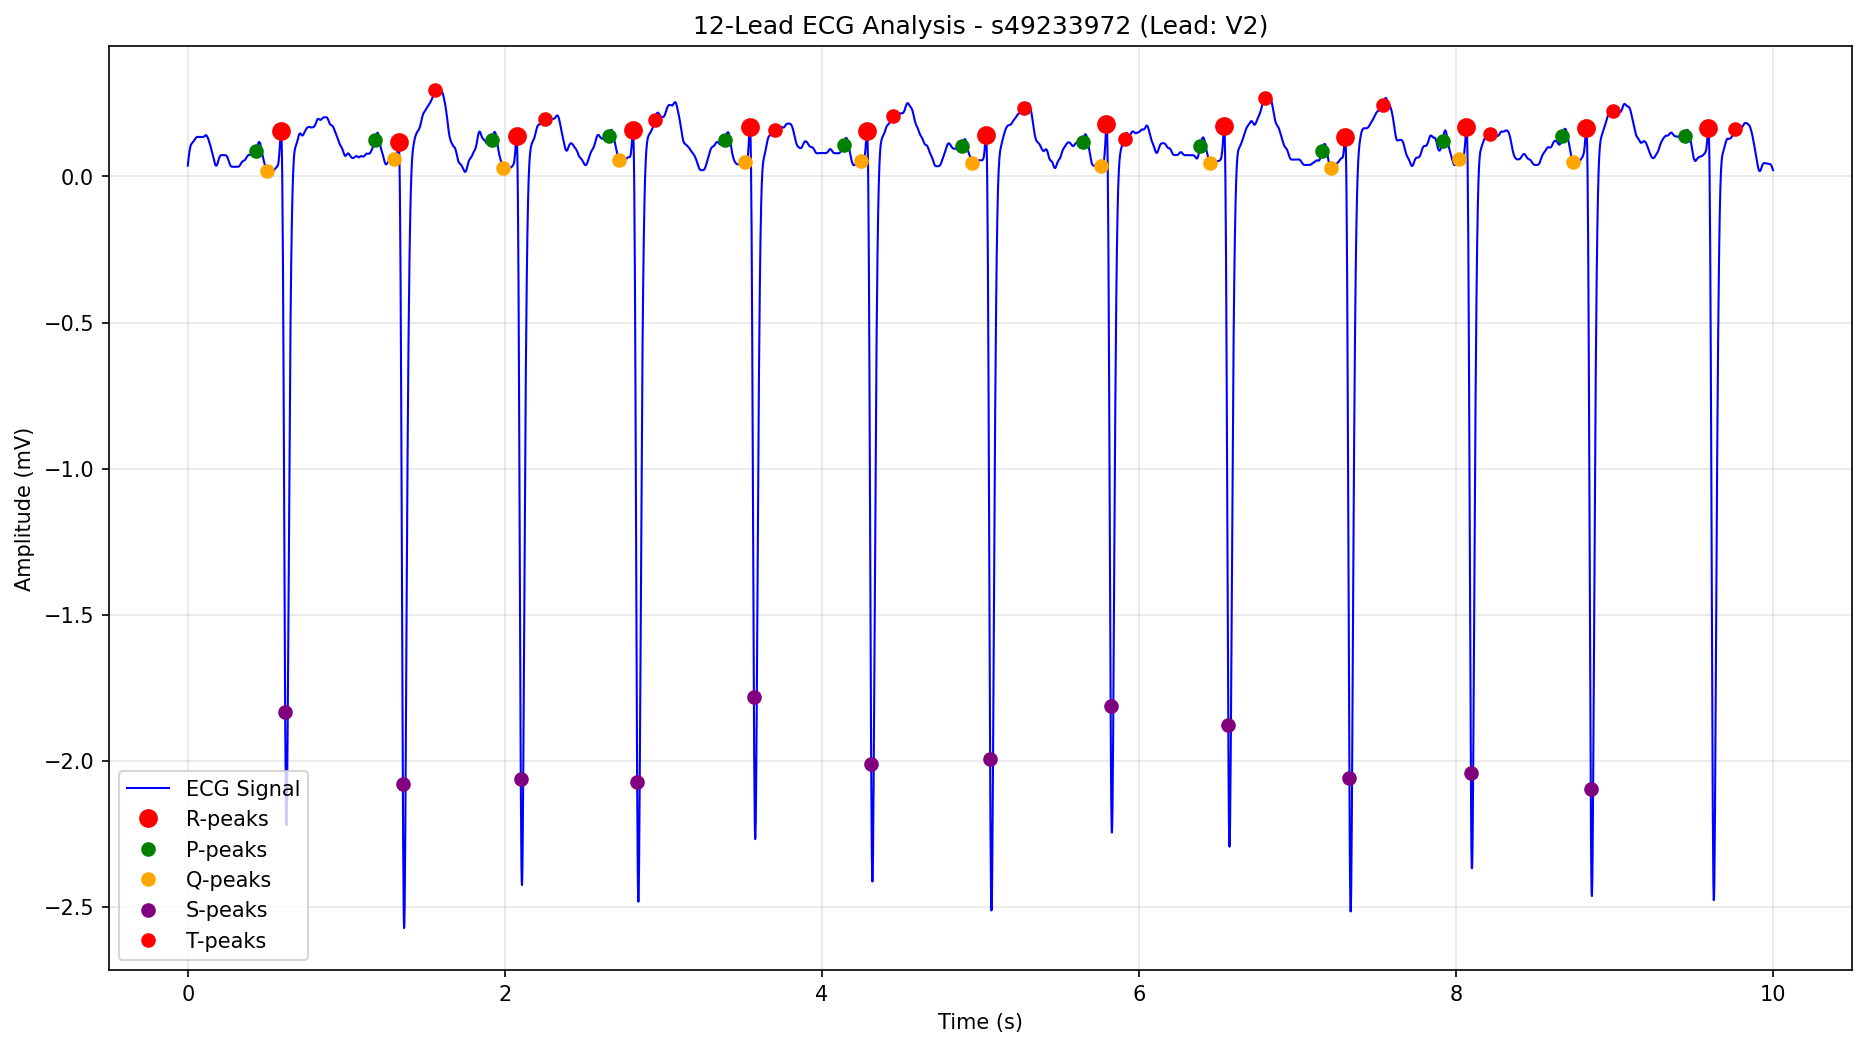 12-Lead ECG Analysis - s49233972 (Lead: V2)
Amplitude (mV)
0.0
−0.5
−1.0
−1.5
−2.0
−2.5
ECG Signal
R-peaks
P-peaks
Q-peaks
S-peaks
T-peaks
0 2 4 6 8 10
Time (s)